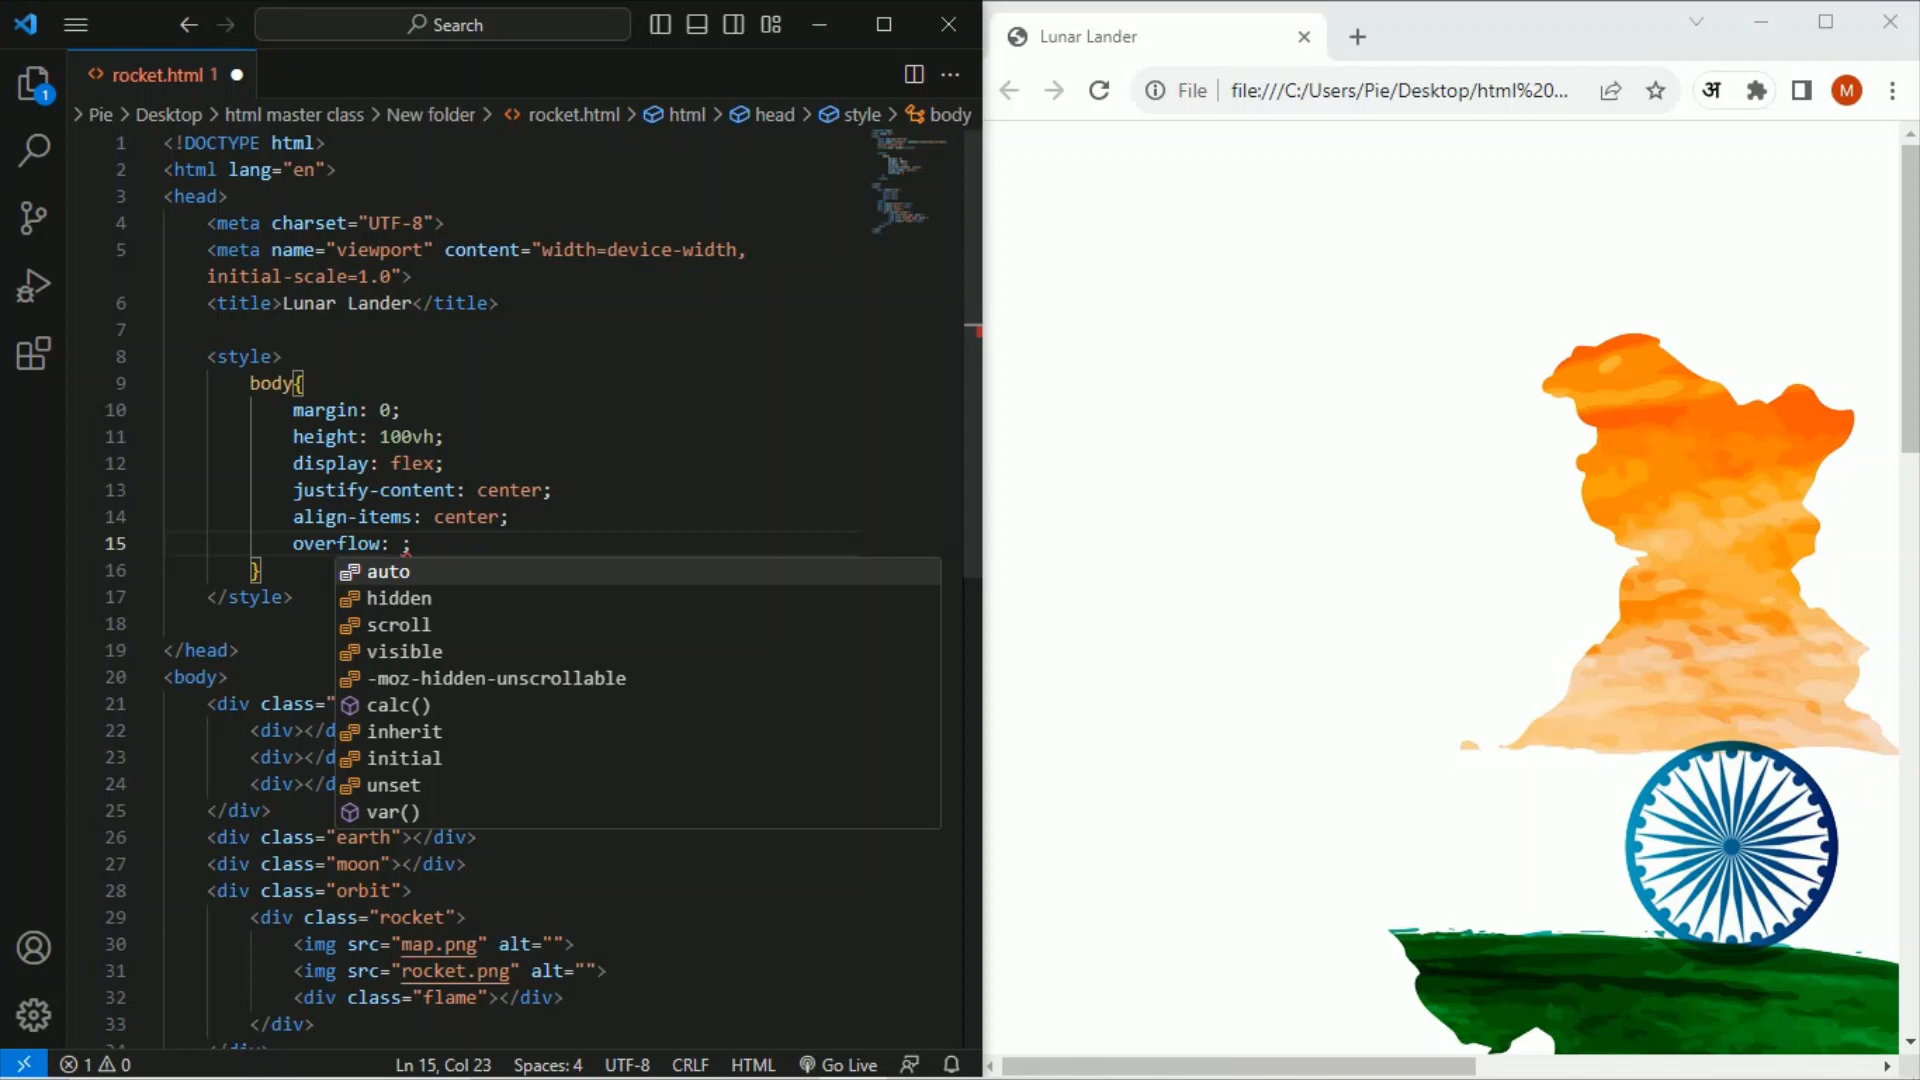 Search
rocket.html 1
Pie > Desktop > html master class > New folder > rocket.html > html > head > style > body
1 <!DOCTYPE html>
2 <html lang="en">
3 <head>
4 <meta charset="UTF-8">
5 <meta name="viewport" content="width=device-width,
initial-scale=1.0">
6 <title>Lunar Lander</title>
7
8 <style>
9 body{
10 margin: 0;
11 height: 100vh;
12 display: flex;
13 justify-content: center;
14 align-items: center;
15 overflow: ;
16 }
auto
hidden
17 </style>
scroll
18
visible
19 </head>
-moz-hidden-unscrollable
20 <body>
calc()
21 <div class="
inherit
22 <div></d
initial
23 <div></d
unset
24 <div></d
var()
25 </div>
26 <div class="earth"></div>
27 <div class="moon"></div>
28 <div class="orbit">
29 <div class="rocket">
30 <img src="map.png" alt="">
31 <img src="rocket.png" alt="">
32 <div class="flame"></div>
33 </div>
1
1 0
Ln 15, Col 23 Spaces: 4 UTF-8 CRLF HTML Go Live
Lunar Lander
File file:///C:/Users/Pie/Desktop/html%20...
अ
M